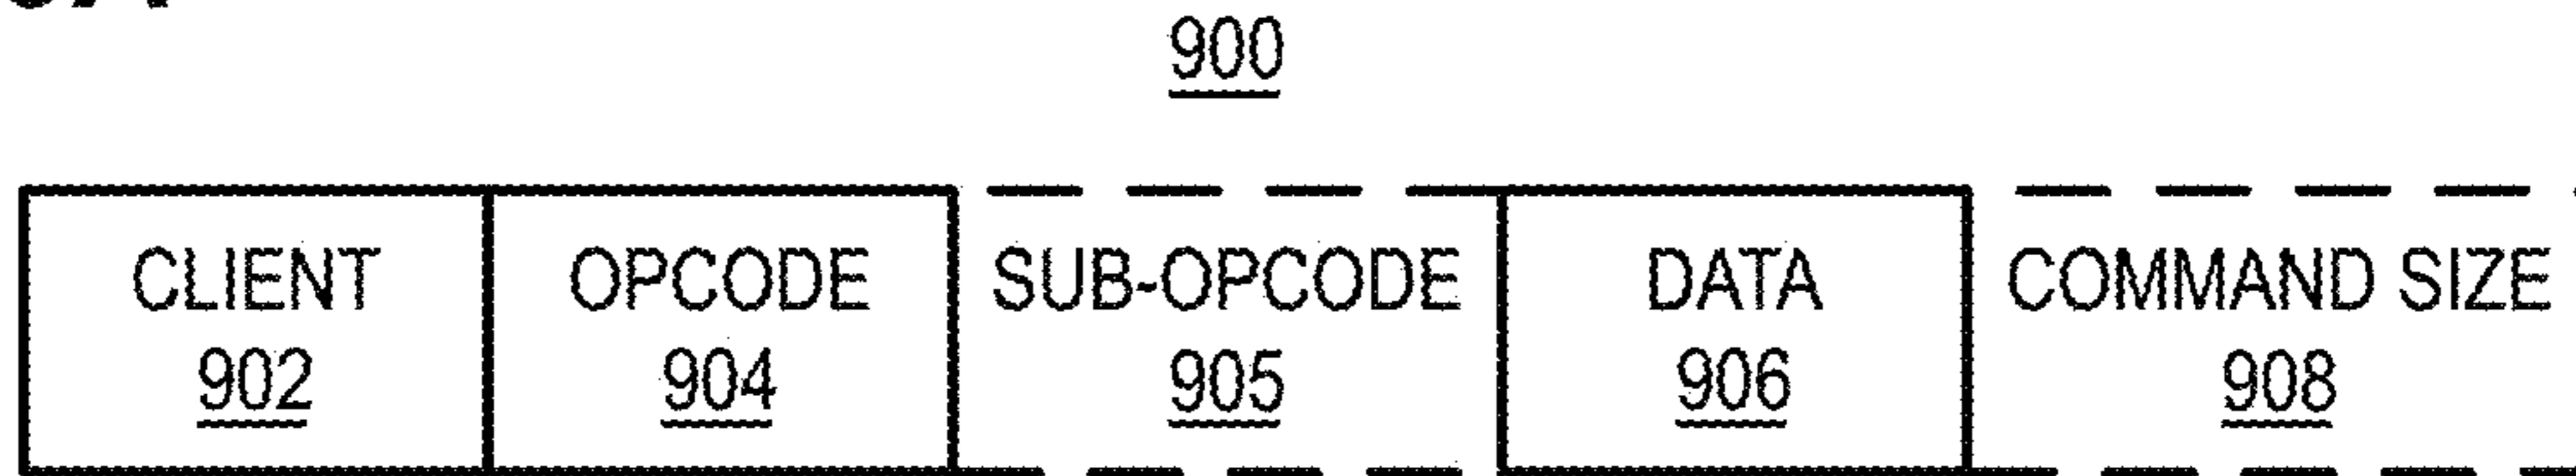 900
CLIENT OPCODE SUB-OPCODE DATA COMMAND SIZE
902 904 905 906 908